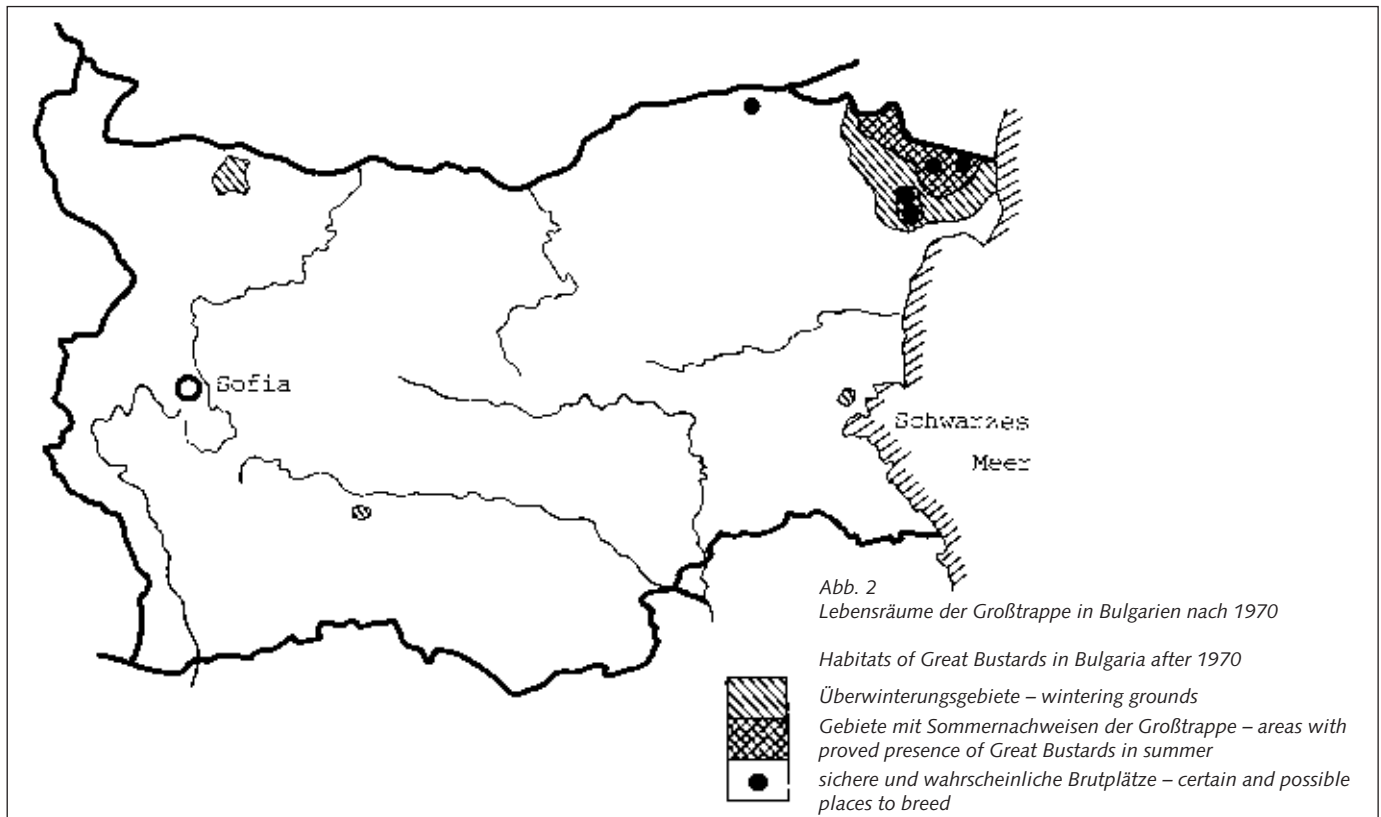 Sofia
Schwarzes
Meer
Abb. 2
Lebensräume der Großtrappe in Bulgarien nach 1970
Habitats of Great Bustards in Bulgaria after 1970
Überwinterungsgebiete – wintering grounds
Gebiete mit Sommernachweisen der Großtrappe – areas with
proved presence of Great Bustards in summer
sichere und wahrscheinliche Brutplätze – certain and possible
places to breed